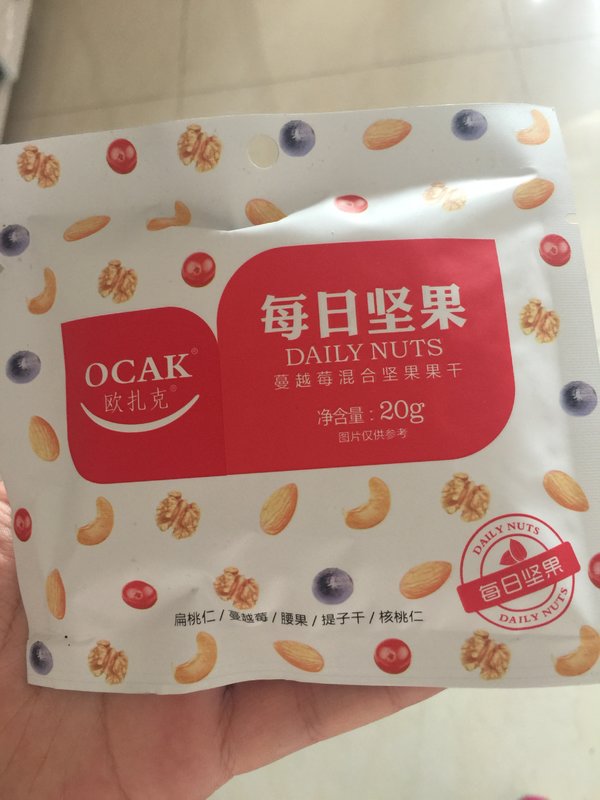 每日坚果
DAILY NUTS
蔓越莓混合坚果果干
净含量：20g
图片仅供参考
OCAK®
欧扎克®
DAILY NUTS
每日坚果
DAILY NUTS
扁桃仁/蔓越莓/腰果/提子干/核桃仁